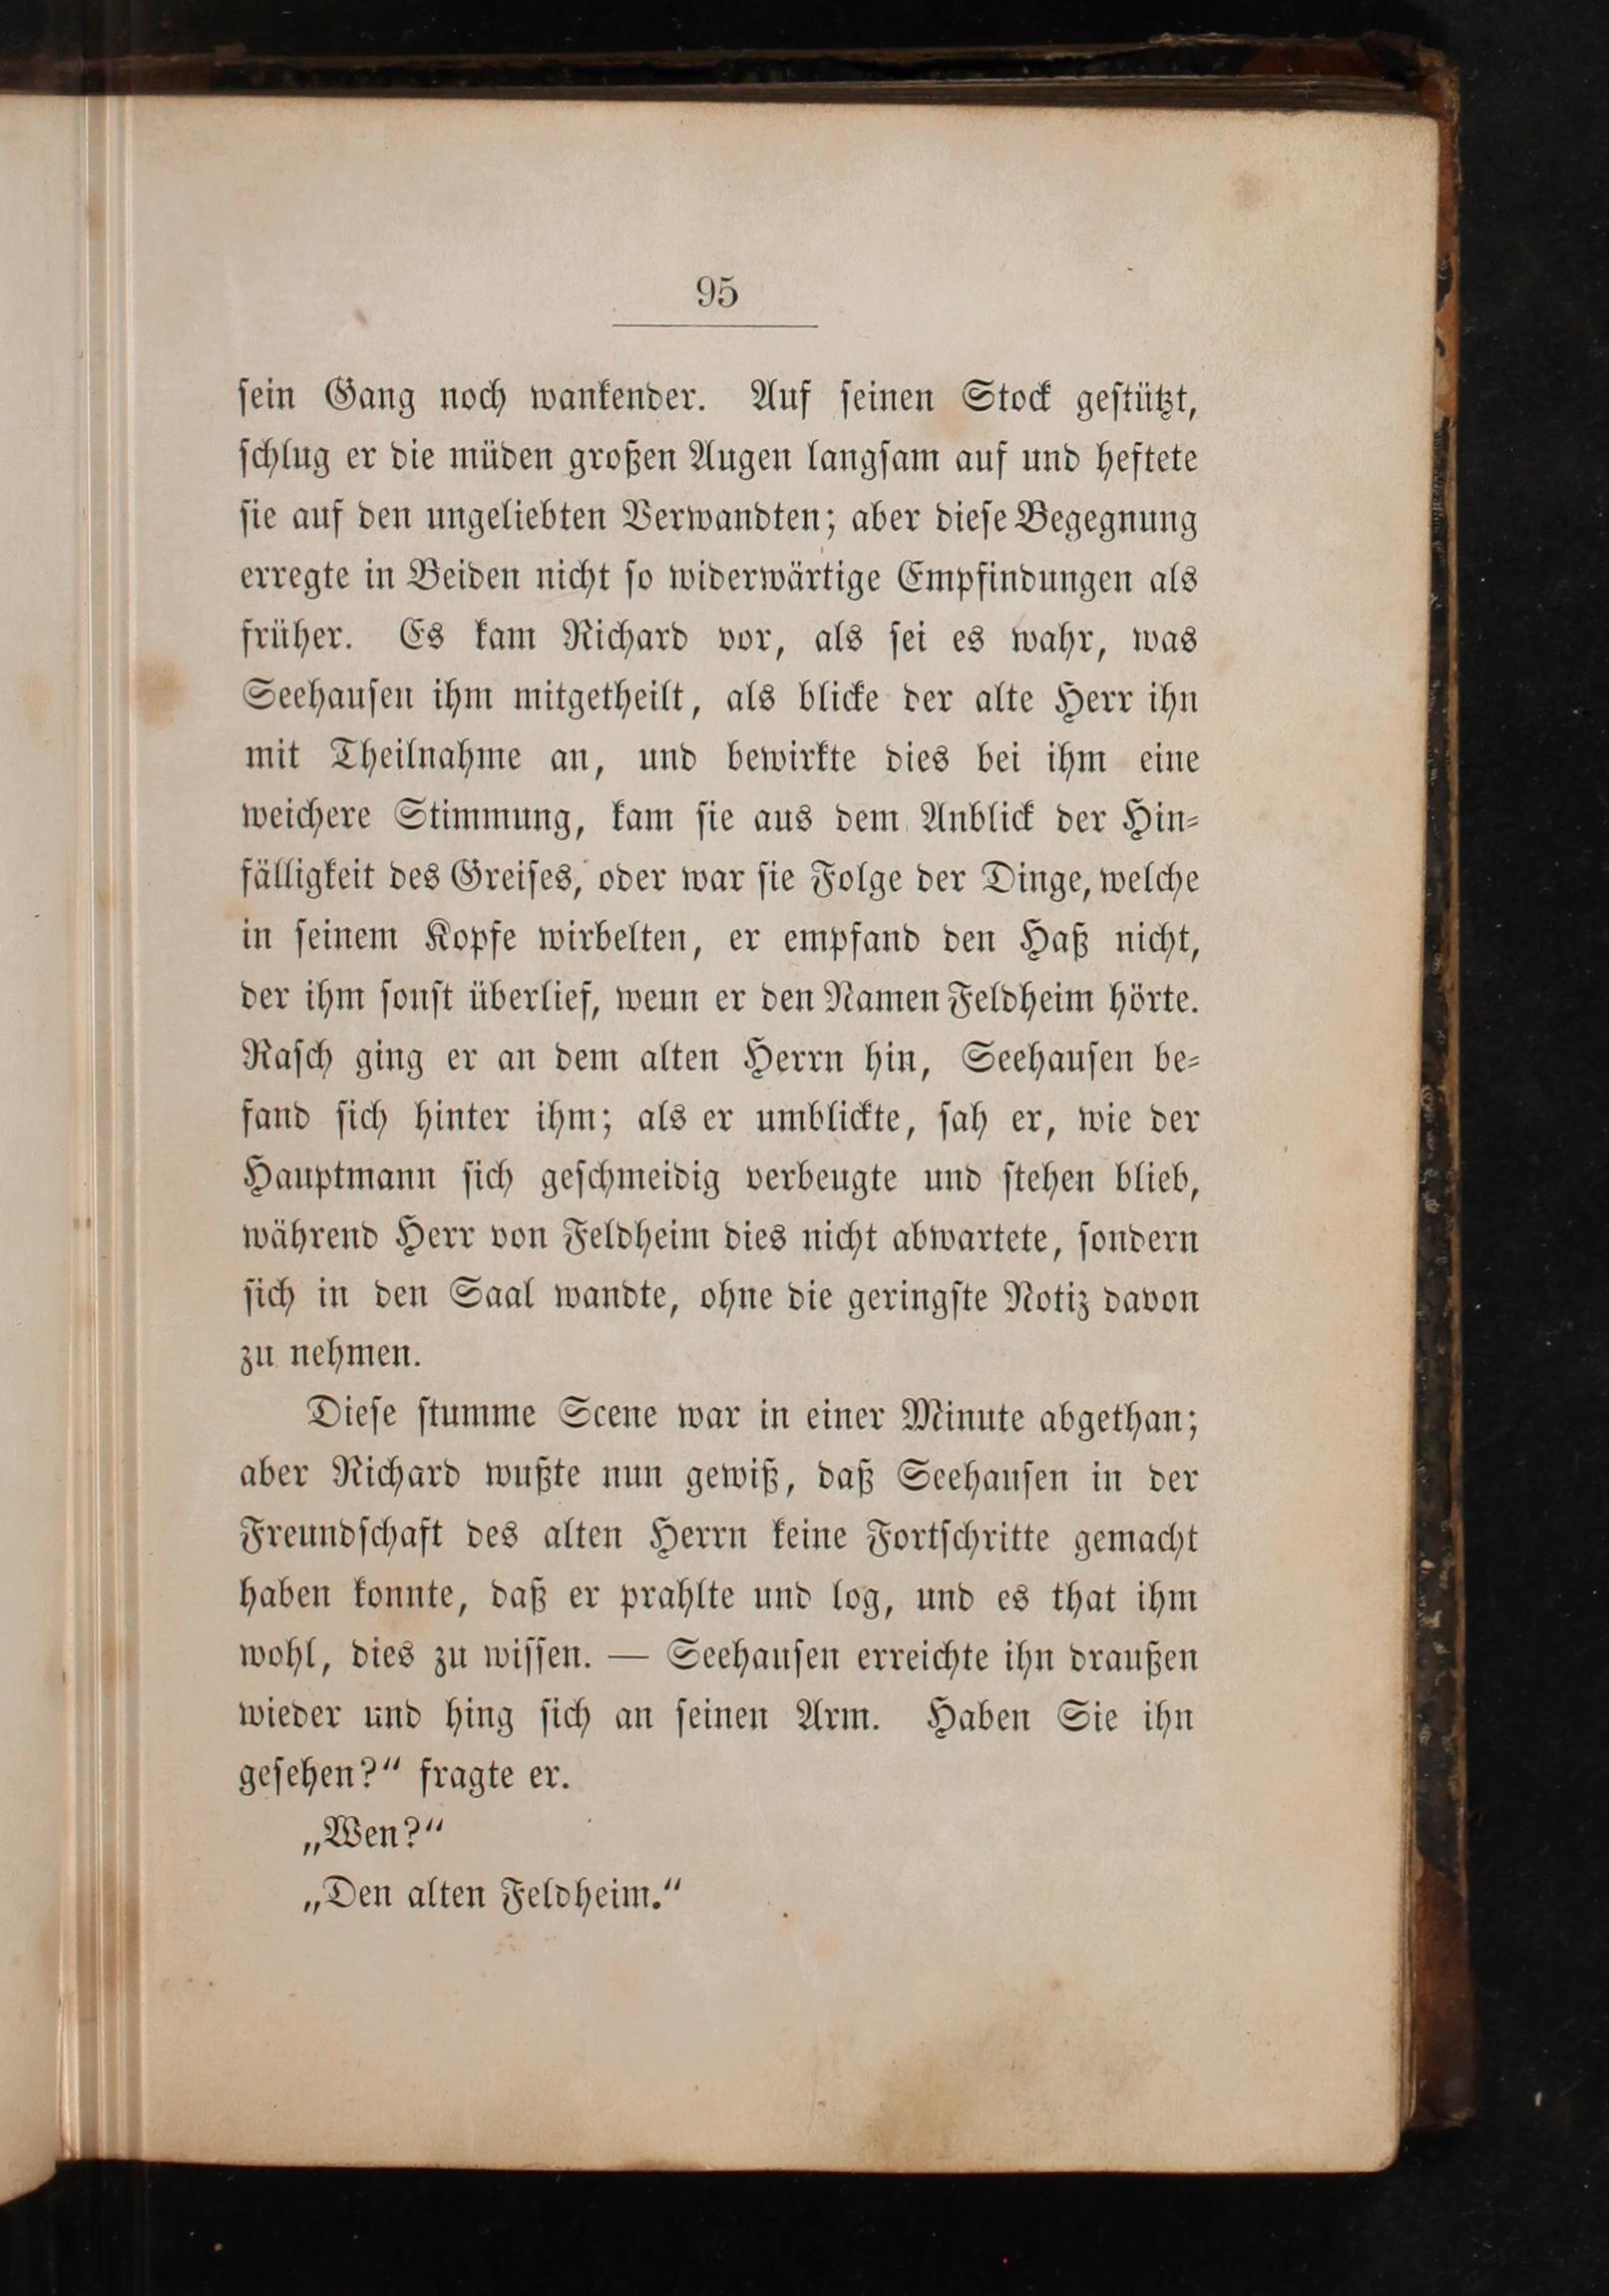 95
sein Gang noch wankender. Auf seinen Stock gestützt,
schlug er die müden großen Augen langsam auf und heftete
sie auf den ungeliebten Verwandten; aber diese Begegnung
erregte in Beiden nicht so widerwärtige Empfindungen als
früher. Es kam Richard vor, als sei es wahr, was
Seehausen ihm mitgetheilt, als blicke der alte Herr ihn
mit Theilnahme an, und bewirkte dies bei ihm eine
weichere Stimmung, kam sie aus dem Anblick der Hin-
fälligkeit des Greises, oder war sie Folge der Dinge, welche
in seinem Kopfe wirbelten, er empfand den Haß nicht,
der ihm sonst überlief, wenn er den Namen Feldheim hörte.
Rasch ging er an dem alten Herrn hin, Seehausen be-
fand sich hinter ihm; als er umblickte, sah er, wie der
Hauptmann sich geschmeidig verbeugte und stehen blieb,
während Herr von Feldheim dies nicht abwartete, sondern
sich in den Saal wandte, ohne die geringste Notiz davon
zu nehmen.
Diese stumme Scene war in einer Minute abgethan;
aber Richard wußte nun gewiß, daß Seehausen in der
Freundschaft des alten Herrn keine Fortschritte gemacht
haben konnte, daß er prahlte und log, und es that ihm
wohl, dies zu wissen. — Seehausen erreichte ihn draußen
wieder und hing sich an seinen Arm. Haben Sie ihn
gesehen?“ fragte er.
„Wen?“
„Den alten Feldheim.“